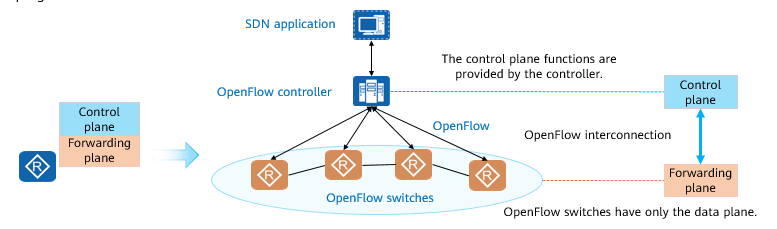 SDN application
The control plane functions are
provided by the controller.
OpenFlow controller
Control
plane
Control
plane
Forwarding
plane
OpenFlow
OpenFlow interconnection
R
R
R
R
R
Forwarding
plane
OpenFlow switches
OpenFlow switches have only the data plane.